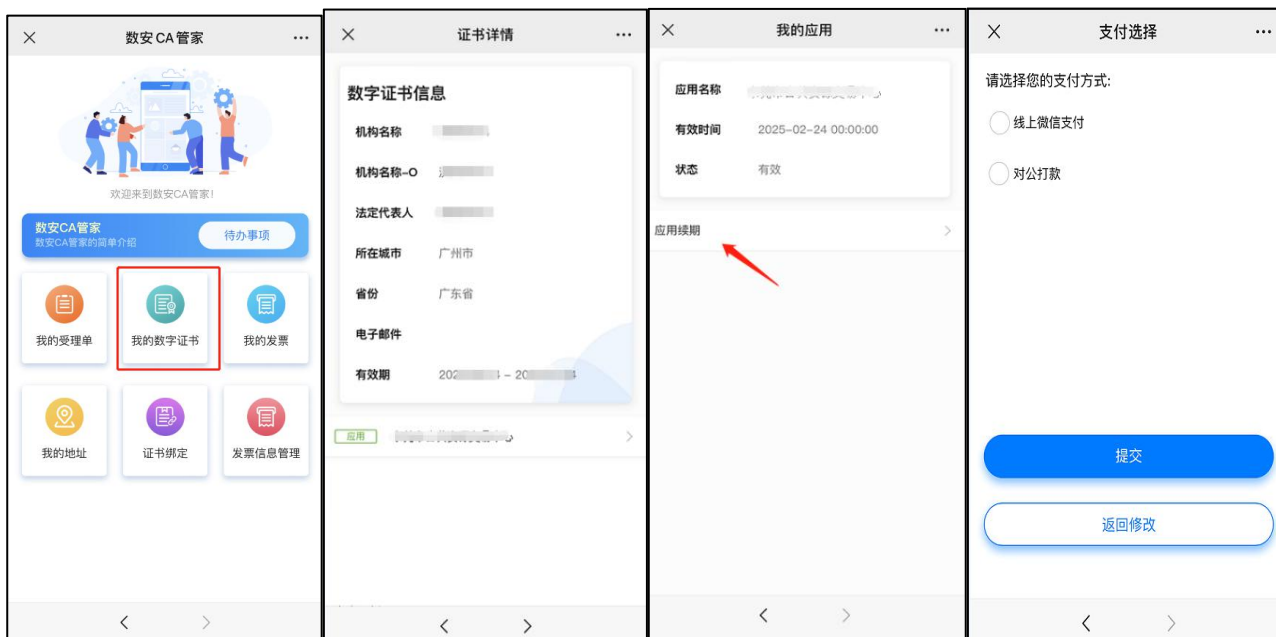 数安CA管家
欢迎来到数安CA管家!
数安CA管家
数安CA管家的简单介绍
待办事项
我的受理单
我的数字证书
我的发票
我的地址
证书绑定
发票信息管理
证书详情
数字证书信息
机构名称
机构名称-O
法定代表人
所在城市 广州市
省份 广东省
电子邮件
有效期
应用
我的应用
应用名称
有效时间 2025-02-24 00:00:00
状态 有效
应用续期
支付选择
请选择您的支付方式:
线上微信支付
对公打款
提交
返回修改